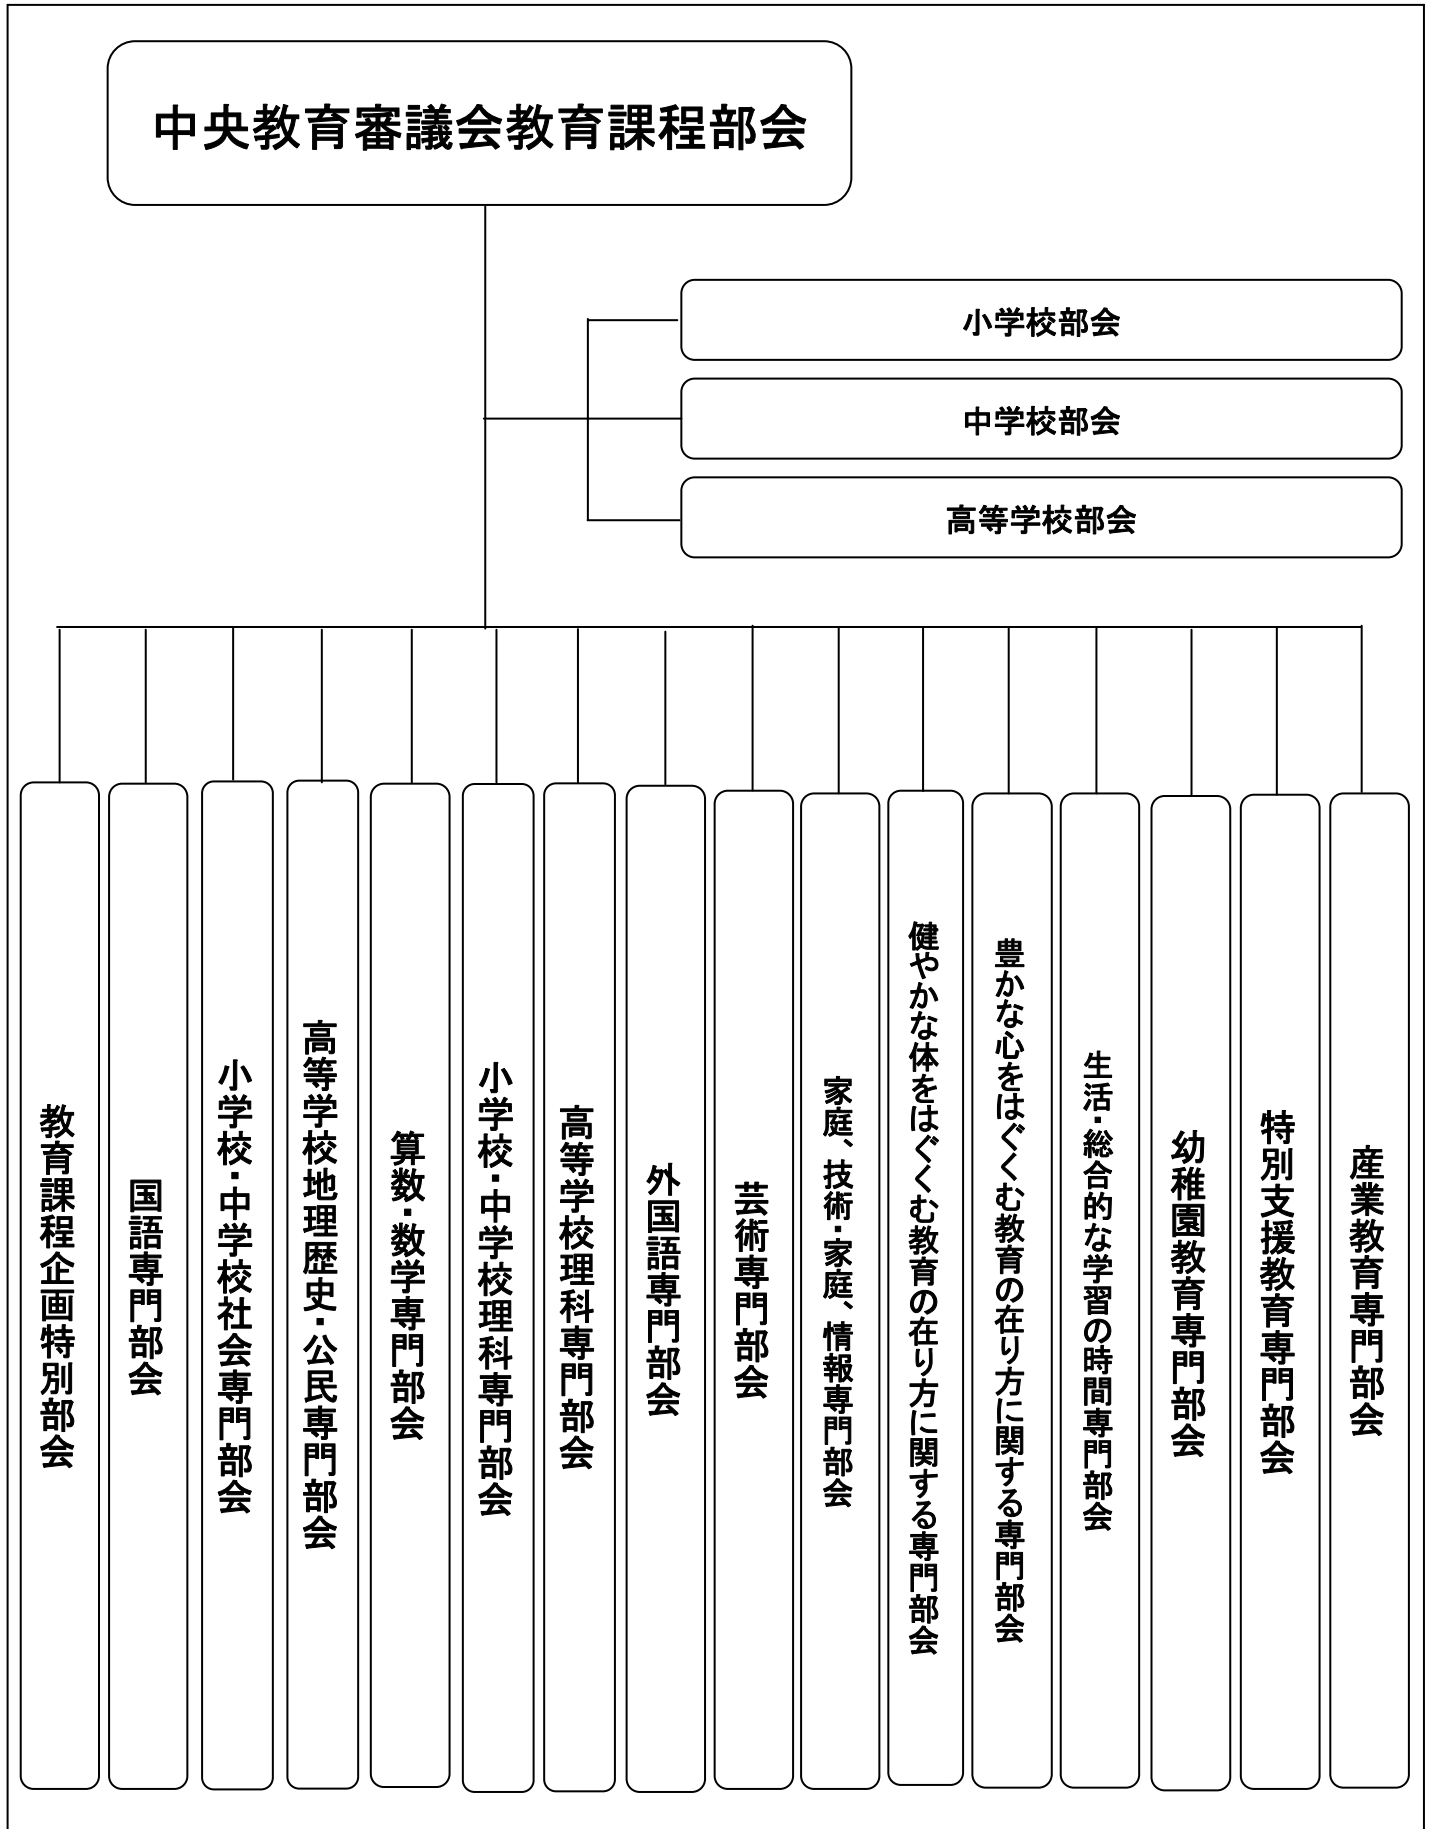 中央教育審議会教育課程部会
小学校部会
中学校部会
高等学校部会
教育課程企画特別部会
国語専門部会
小学校・中学校社会専門部会
高等学校地理歴史・公民専門部会
算数・数学専門部会
小学校・中学校理科専門部会
高等学校理科専門部会
外国語専門部会
芸術専門部会
家庭、技術・家庭、情報専門部会
健やかな体をはぐくむ教育の在り方に関する専門部会
豊かな心をはぐくむ教育の在り方に関する専門部会
生活・総合的な学習の時間専門部会
幼稚園教育専門部会
特別支援教育専門部会
産業教育専門部会